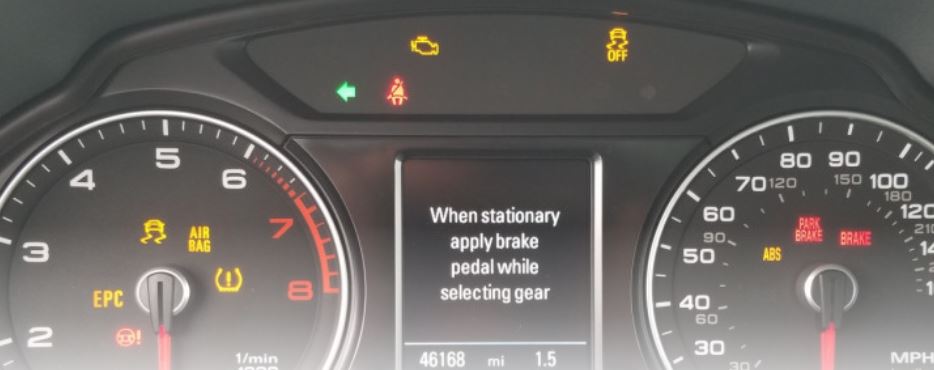 OFF
5
4
6
3
7
2
8
AIR
BAG
EPC
!
1/min
When stationary
apply brake
pedal while
selecting gear
46168 mi 1.5
80 90
70 120 150 100
180
60 120
90
50
PARK
BRAKE
BRAKE
ABS
40
60
30
MPH